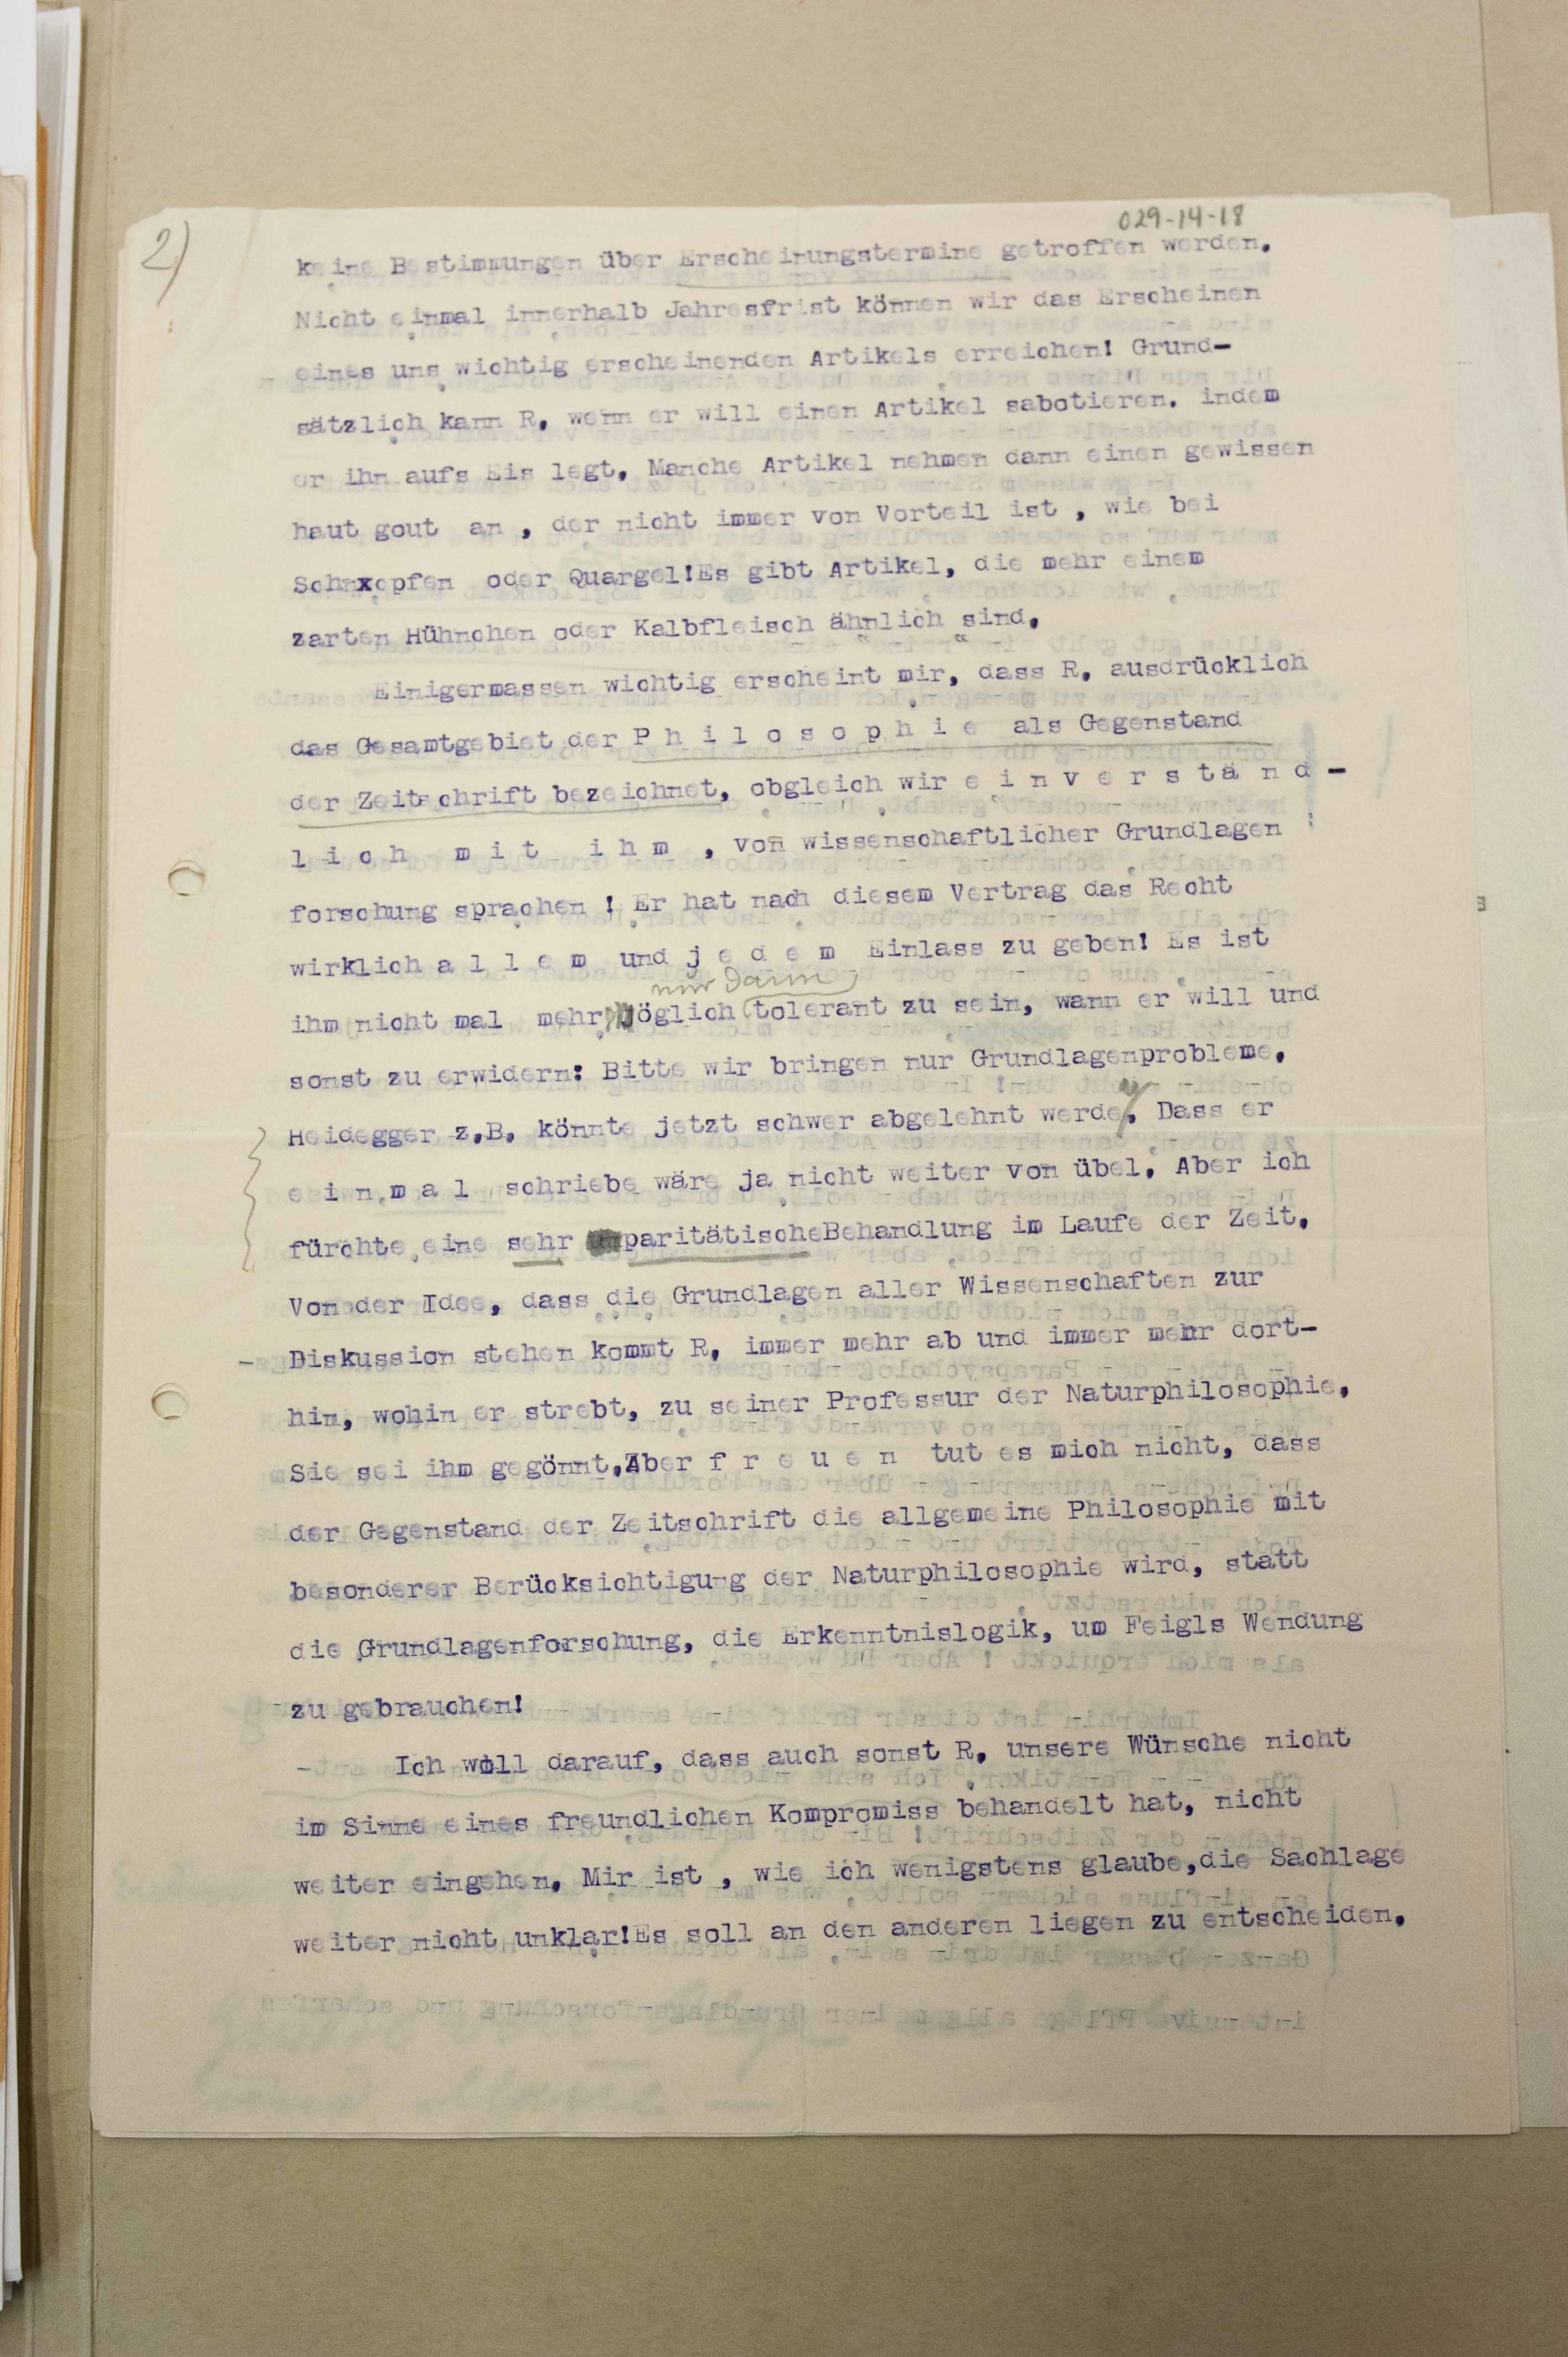 029-14-18
2)
keine Bestimmungen über Erscheinungstermine getroffen werden.
Nicht einmal innerhalb Jahresfrist können wir das Erscheinen
eines uns wichtig erscheinenden Artikels erreichen! Grund-
sätzlich kann R. wenn er will einen Artikel sabotieren. indem
er ihn aufs Eis legt. Manche Artikel nehmen dann einen gewissen
haut gout an , der nicht immer von Vorteil ist , wie bei
Schnxepfen oder Quargel!Es gibt Artikel, die mehr einem
zarten Hühnchen oder Kalbfleisch ähnlich sind.
Einigermassen wichtig erscheint mir, dass R. ausdrücklich
das Gesamtgebiet der P h i l o s o p h i e als Gegenstand
der Zeitschrift bezeichnet, obgleich wir e i n v e r s t ä n d -
l i c h m i t i h m , von wissenschaftlicher Grundlagen
forschung sprachen ! Er hat nach diesem Vertrag das Recht
wirklich a l l e m und j e d e m Einlass zu geben! Es ist
nur dann
ihm nicht mal mehr möglich tolerant zu sein, wann er will und
sonst zu erwidern: Bitte wir bringen nur Grundlagenprobleme.
Heidegger z.B. könnte jetzt schwer abgelehnt werden. Dass er
e i n m a l schriebe wäre ja nicht weiter von übel. Aber ich
fürchte eine sehr paritätischeBehandlung im Laufe der Zeit.
Von der Idee, dass die Grundlagen aller Wissenschaften zur
Diskussion stehen kommt R. immer mehr ab und immer mehr dort-
hin, wohin er strebt, zu seiner Professur der Naturphilosophie.
Sie sei ihm gegönnt.Aber f r e u e n tut es mich nicht, dass
der Gegenstand der Zeitschrift die allgemeine Philosophie mit
besonderer Berücksichtigung der Naturphilosophie wird, statt
die Grundlagenforschung, die Erkenntnislogik, um Feigls Wendung
zu gebrauchen!
Ich will darauf, dass auch sonst R. unsere Wünsche nicht
im Sinne eines freundlichen Kompromiss behandelt hat, nicht
weiter eingehen. Mir ist , wie ich wenigstens glaube,die Sachlage
weiter nicht unklar!Es soll an den anderen liegen zu entscheiden.